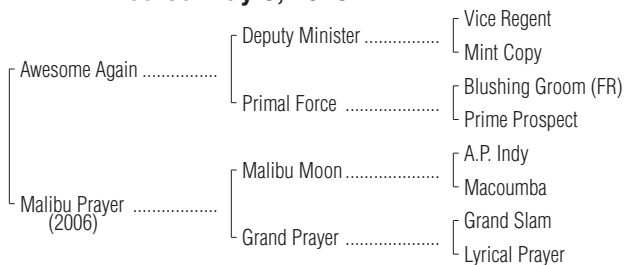 Vice Regent
Deputy Minister ................
Mint Copy
Awesome Again ................
Blushing Groom (FR)
Primal Force ....................
Prime Prospect
A.P. Indy
Malibu Moon ....................
Macoumba
Malibu Prayer ..................
(2006)
Grand Slam
Grand Prayer ....................
Lyrical Prayer